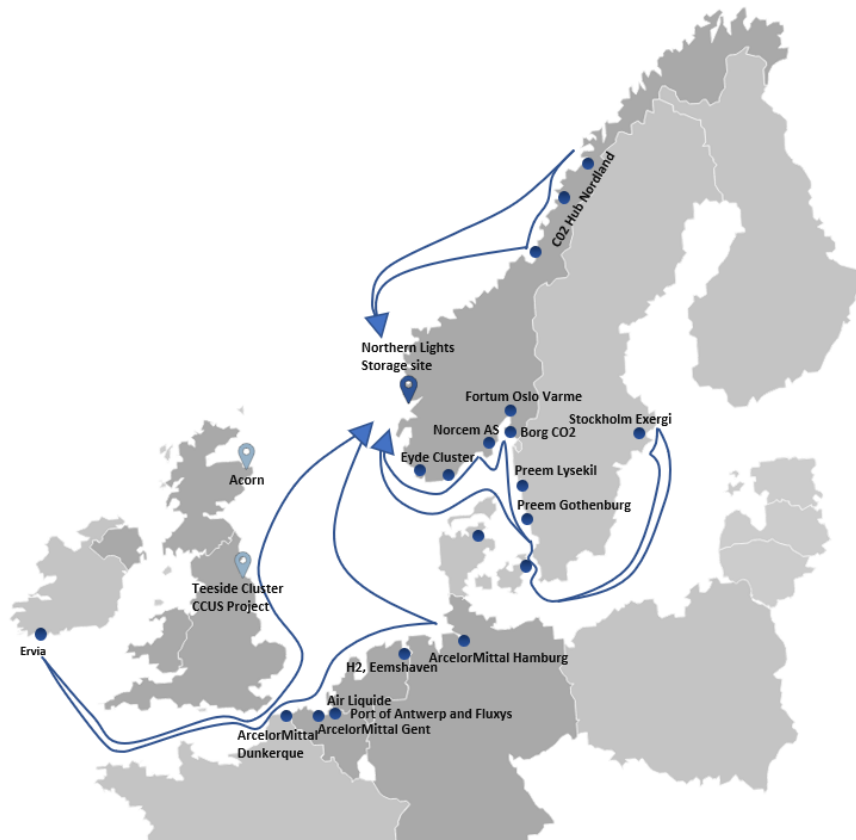 C02 Hub Nordland
Northern Lights
Storage site
Fortum Oslo Varme
Stockholm Exergi
Norcem AS
Borg CO2
Eyde Cluster
Preem Lysekil
Acorn
Preem Gothenburg
Teeside Cluster
CCUS Project
Ervia
H2, Eemshaven
ArcelorMittal Hamburg
Air Liquide
Port of Antwerp and Fluxys
ArcelorMittal Gent
ArcelorMittal
Dunkerque